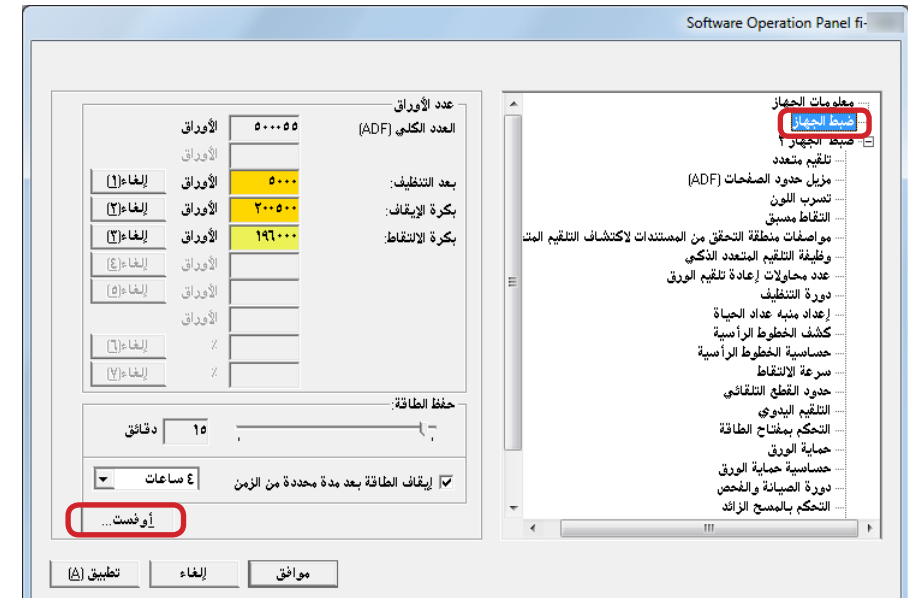 Software Operation Panel fi-
معلومات الجهاز
ضبط الجهاز
ضبط الجهاز ٢
تلقيم متعدد
مزيل حدود الصفحات (ADF)
تسرب اللون
التقاط مسبق
مواصفات منطقة التحقق من المستندات لاكتشاف التلقيم المتـ
وظيفة التلقيم المتعدد الذكي
عدد محاولات إعادة تلقيم الورق
دورة التنظيف
إعداد منبه عداد الحياة
كشف الخطوط الرأسية
حساسية الخطوط الرأسية
سرعة الالتقاط
حدود القطع التلقائي
التلقيم اليدوي
التحكم بمفتاح الطاقة
حماية الورق
حساسية حماية الورق
دورة الصيانة والفحص
التحكم بالمسح الزائد
عدد الأوراق
العدد الكلي (ADF) ٥٠٠٠٥٥ الأوراق
الأوراق
بعد التنظيف: ٥٠٠٠ الأوراق إلغاء(١)
بكرة الإيقاف: ٢٠٠٥٠٠ الأوراق إلغاء(٢)
بكرة الالتقاط: ١٩٦٠٠٠ الأوراق إلغاء(٣)
الأوراق إلغاء(٤)
الأوراق إلغاء(٥)
الأوراق
٪ إلغاء(٦)
٪ إلغاء(٧)
حفظ الطاقة:
١٥ دقائق
إيقاف الطاقة بعد مدة محددة من الزمن ٤ ساعات
أوفست...
موافق إلغاء تطبيق (A)